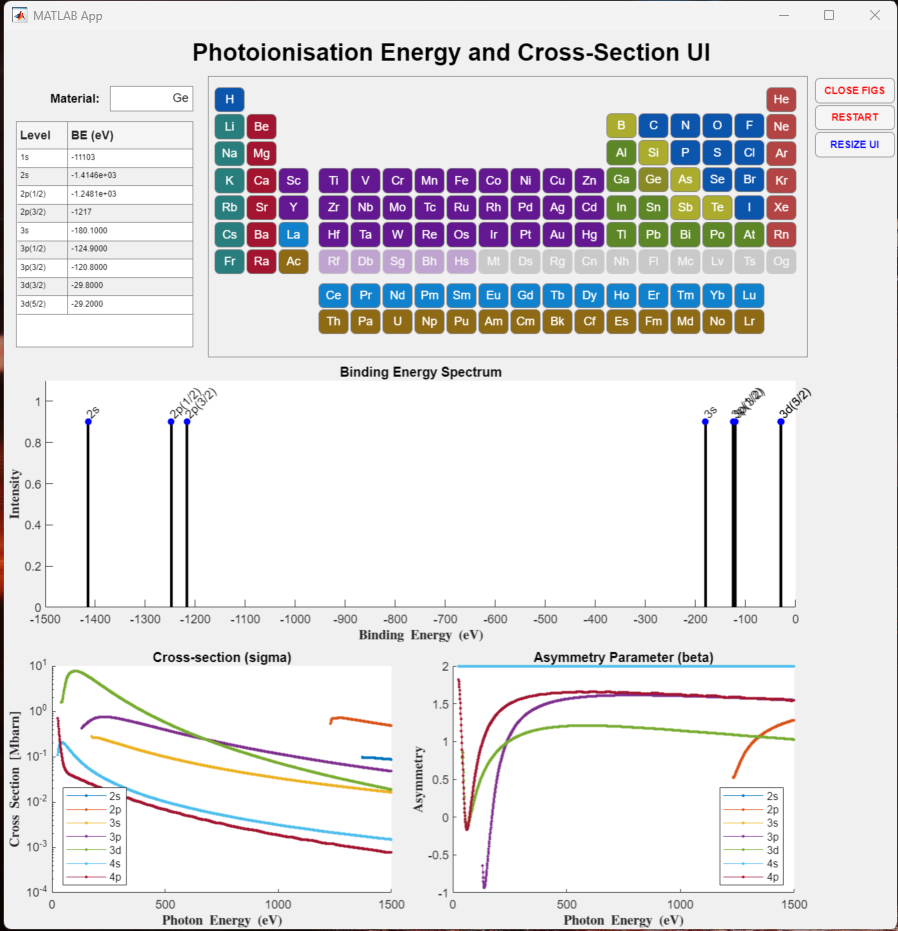 MATLAB App
Photoionisation Energy and Cross-Section UI
Material: Ge
Level BE (eV)
1s -11103
2s -1.4146e+03
2p(1/2) -1.2481e+03
2p(3/2) -1217
3s -180.1000
3p(1/2) -124.9000
3p(3/2) -120.8000
3d(3/2) -29.8000
3d(5/2) -29.2000
H He
Li Be B C N O F Ne
Na Mg Al Si P S Cl Ar
K Ca Sc Ti V Cr Mn Fe Co Ni Cu Zn Ga Ge As Se Br Kr
Rb Sr Y Zr Nb Mo Tc Ru Rh Pd Ag Cd In Sn Sb Te I Xe
Cs Ba La Hf Ta W Re Os Ir Pt Au Hg Tl Pb Bi Po At Rn
Fr Ra Ac Rf Db Sg Bh Hs Mt Ds Rg Cn Nh Fl Mc Lv Ts Og
Ce Pr Nd Pm Sm Eu Gd Tb Dy Ho Er Tm Yb Lu
Th Pa U Np Pu Am Cm Bk Cf Es Fm Md No Lr
CLOSE FIGS
RESTART
RESIZE UI
Binding Energy Spectrum
2s 2p(1/2) 2p(3/2) 3s
1
0.8
0.6
0.4
0.2
0
Intensity
-1500 -1400 -1300 -1200 -1100 -1000 -900 -800 -700 -600 -500 -400 -300 -200 -100 0
Binding Energy (eV)
Cross-section (sigma)
10^1
10^0
10^-1
10^-2
10^-3
10^-4
Cross Section [Mbarn]
2s
2p
3s
3p
3d
4s
4p
0 500 1000 1500
Photon Energy (eV)
Asymmetry Parameter (beta)
2
1.5
1
0.5
0
-0.5
-1
Asymmetry
2s
2p
3s
3p
3d
4s
4p
0 500 1000 1500
Photon Energy (eV)